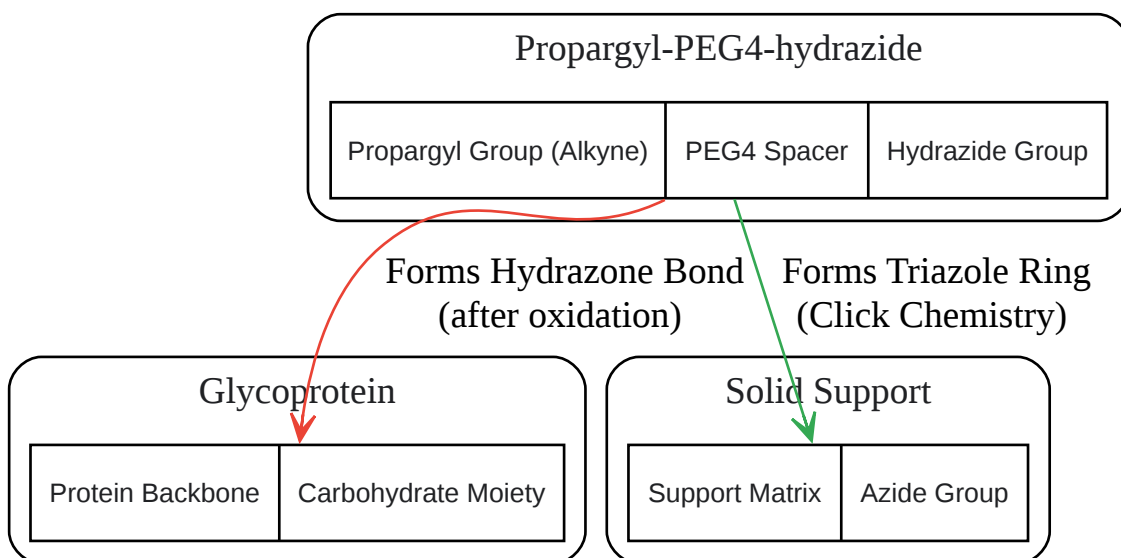 Propargyl-PEG4-hydrazide
Propargyl Group (Alkyne)
PEG4 Spacer
Hydrazide Group
Forms Hydrazone Bond
(after oxidation)
Forms Triazole Ring
(Click Chemistry)
Glycoprotein
Protein Backbone
Carbohydrate Moiety
Solid Support
Support Matrix
Azide Group